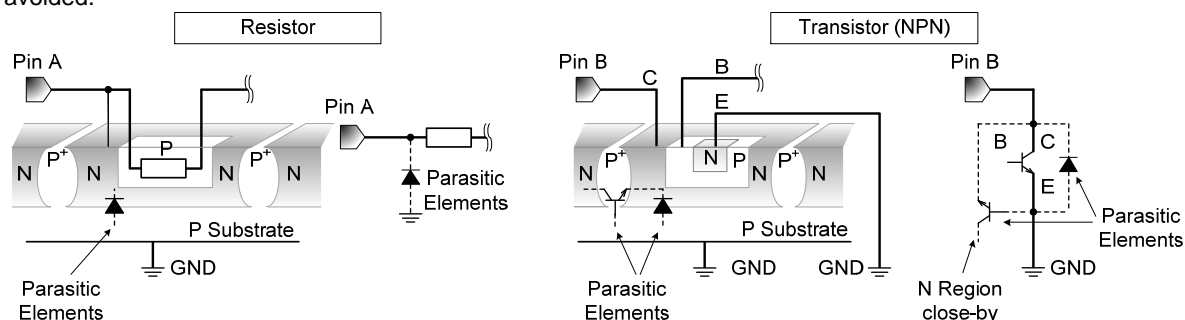 avoided.
Resistor
Transistor (NPN)
Pin A
Pin A
N P+ N P N P+ N
Parasitic
Elements
P Substrate
GND
Parasitic
Elements
Pin B
C
B
E
N P+ N P N P+ N
P Substrate
GND
GND
Parasitic
Elements
Pin B
B C
E
Parasitic
Elements
GND
N Region
close-by